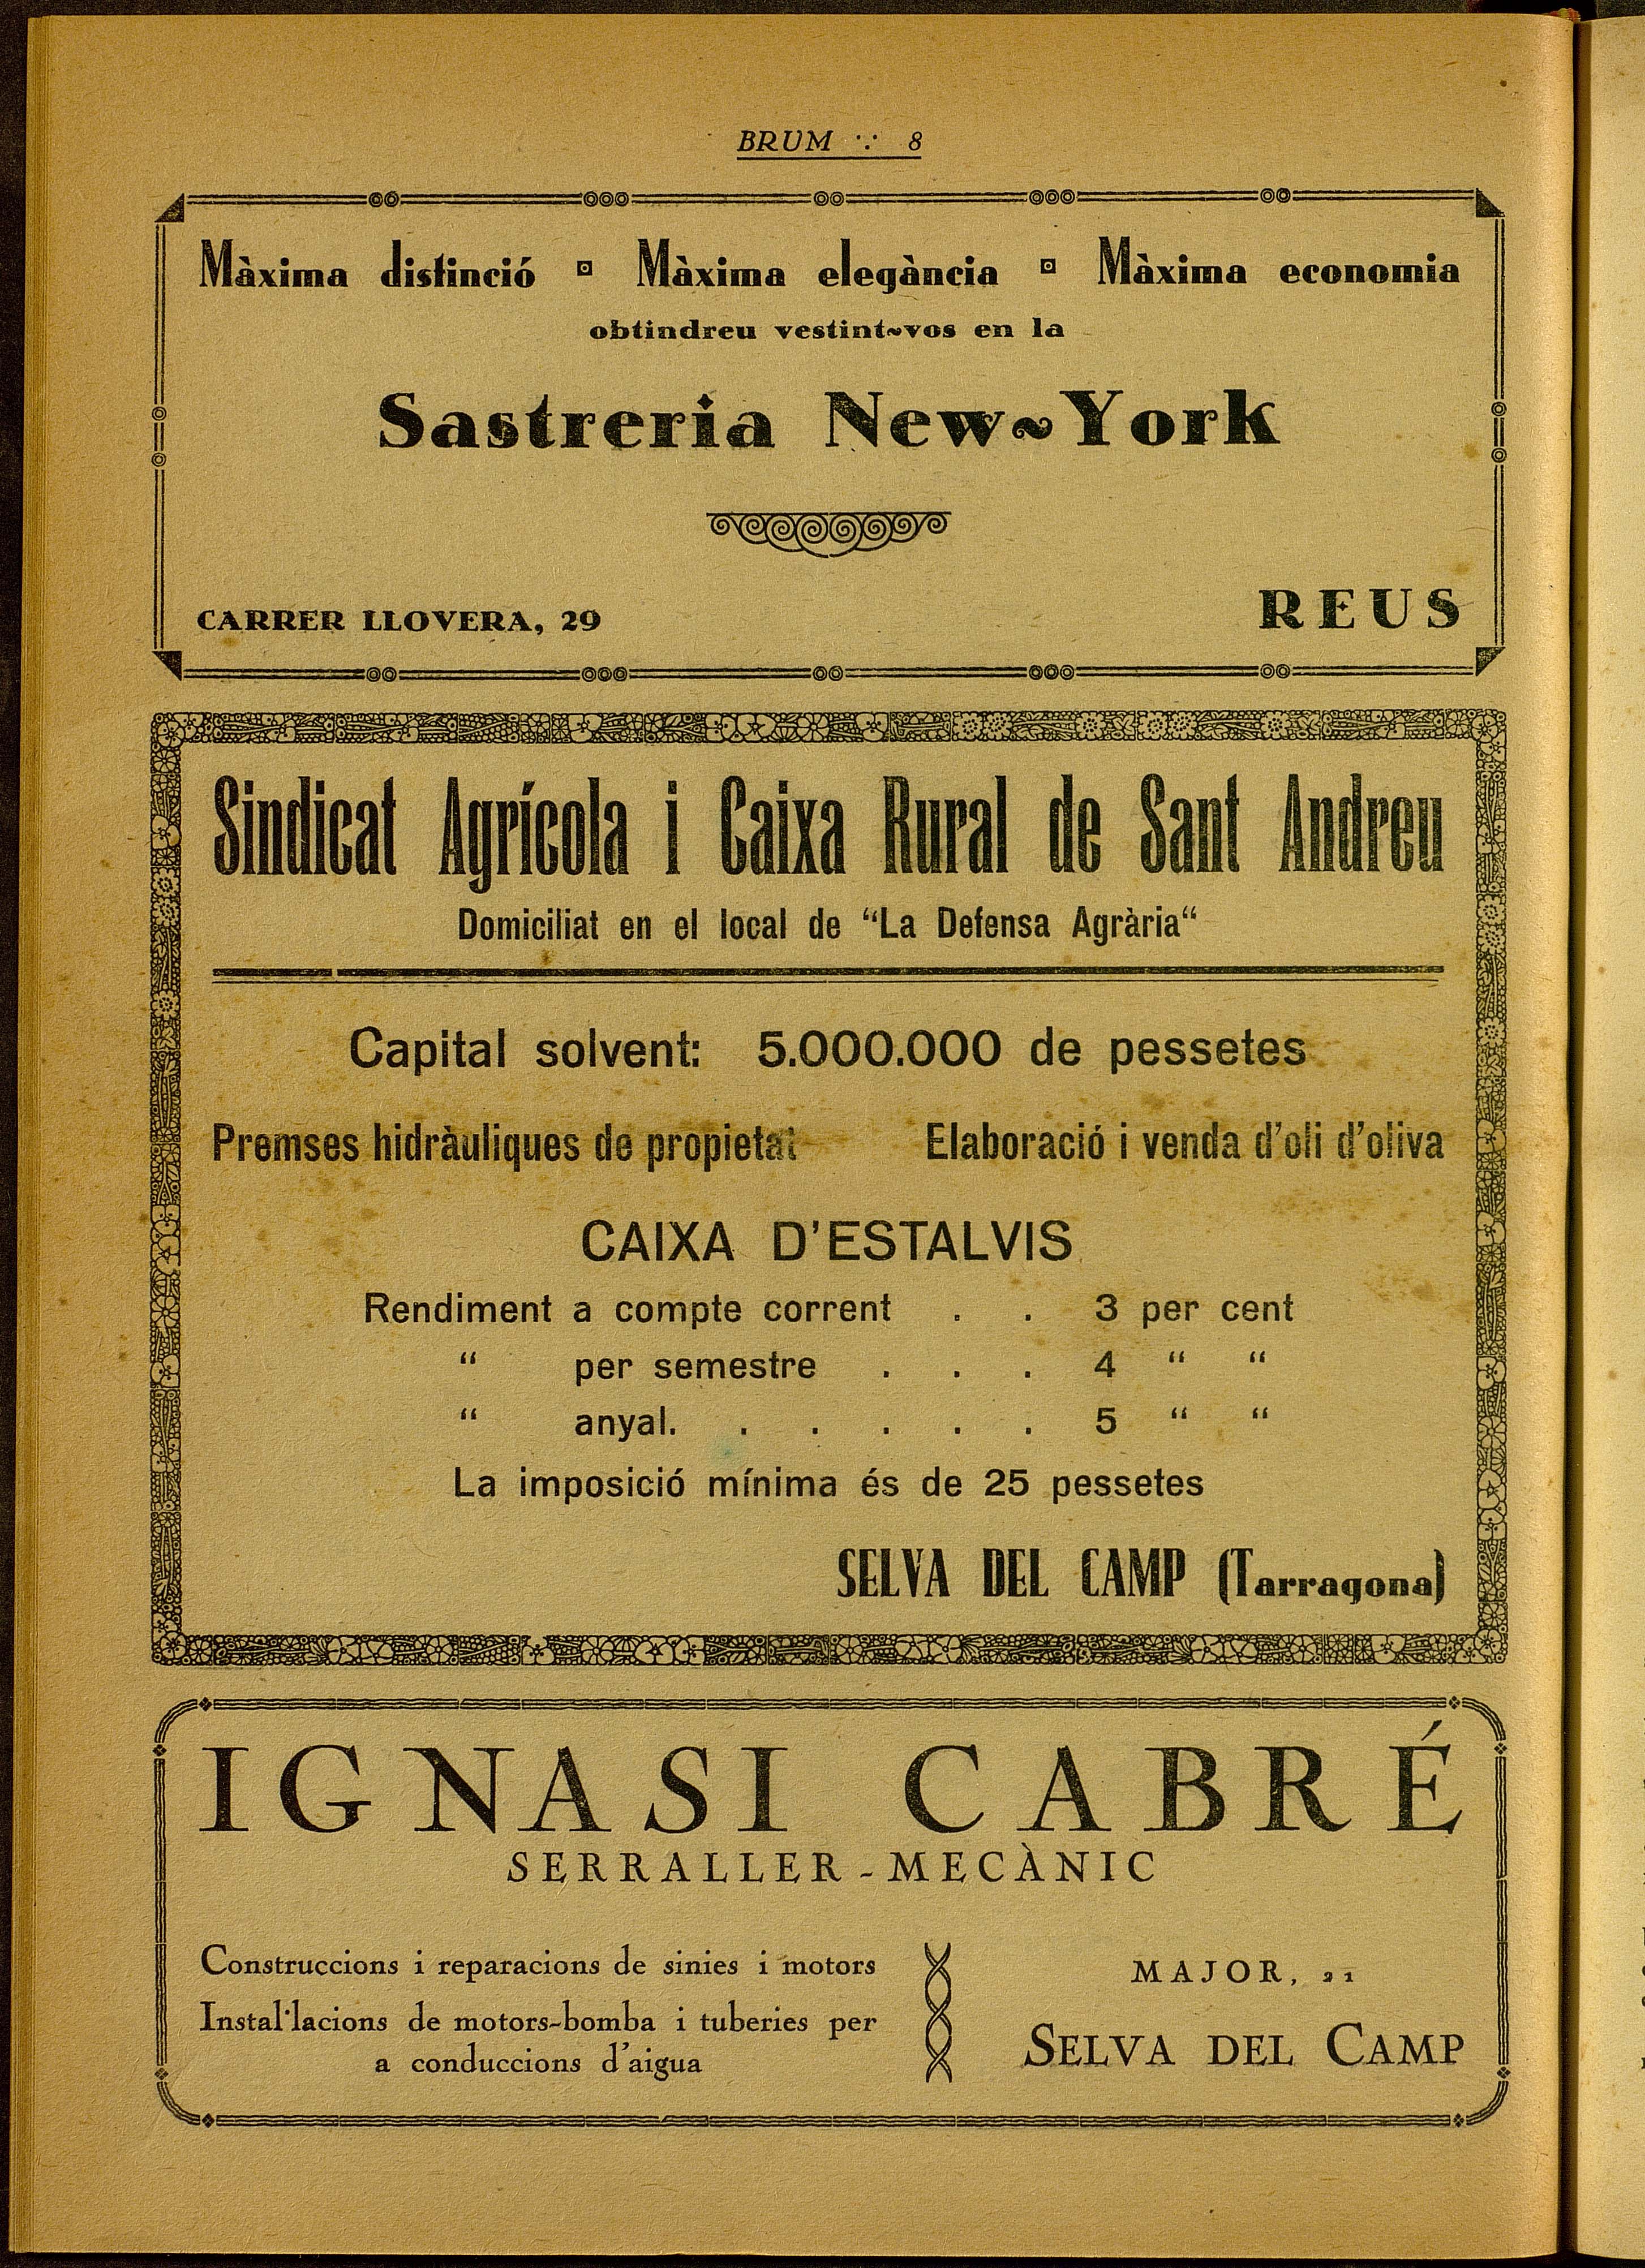 BRUM ∵ 8
Màxima distinció ▫ Màxima elegància ▫ Màxima economia
obtindreu vestint~vos en la
Sastreria New~York
CARRER LLOVERA, 29
REUS
Sindicat Agrícola i Caixa Rural de Sant Andreu
Domiciliat en el local de “La Defensa Agrària“
Capital solvent: 5.000.000 de pessetes
Premses hidràuliques de propietat
Elaboració i venda d’oli d’oliva
CAIXA D’ESTALVIS
Rendiment a compte corrent . . 3 per cent
“ per semestre . . . 4 “ “
“ anyal. . . . . . 5 “ “
La imposició mínima és de 25 pessetes
SELVA DEL CAMP (Tarragona)
IGNASI CABRÉ
SERRALLER-MECÀNIC
Construccions i reparacions de sinies i motors
Instal·lacions de motors-bomba i tuberies per
a conduccions d’aigua
MAJOR,
SELVA DEL CAMP